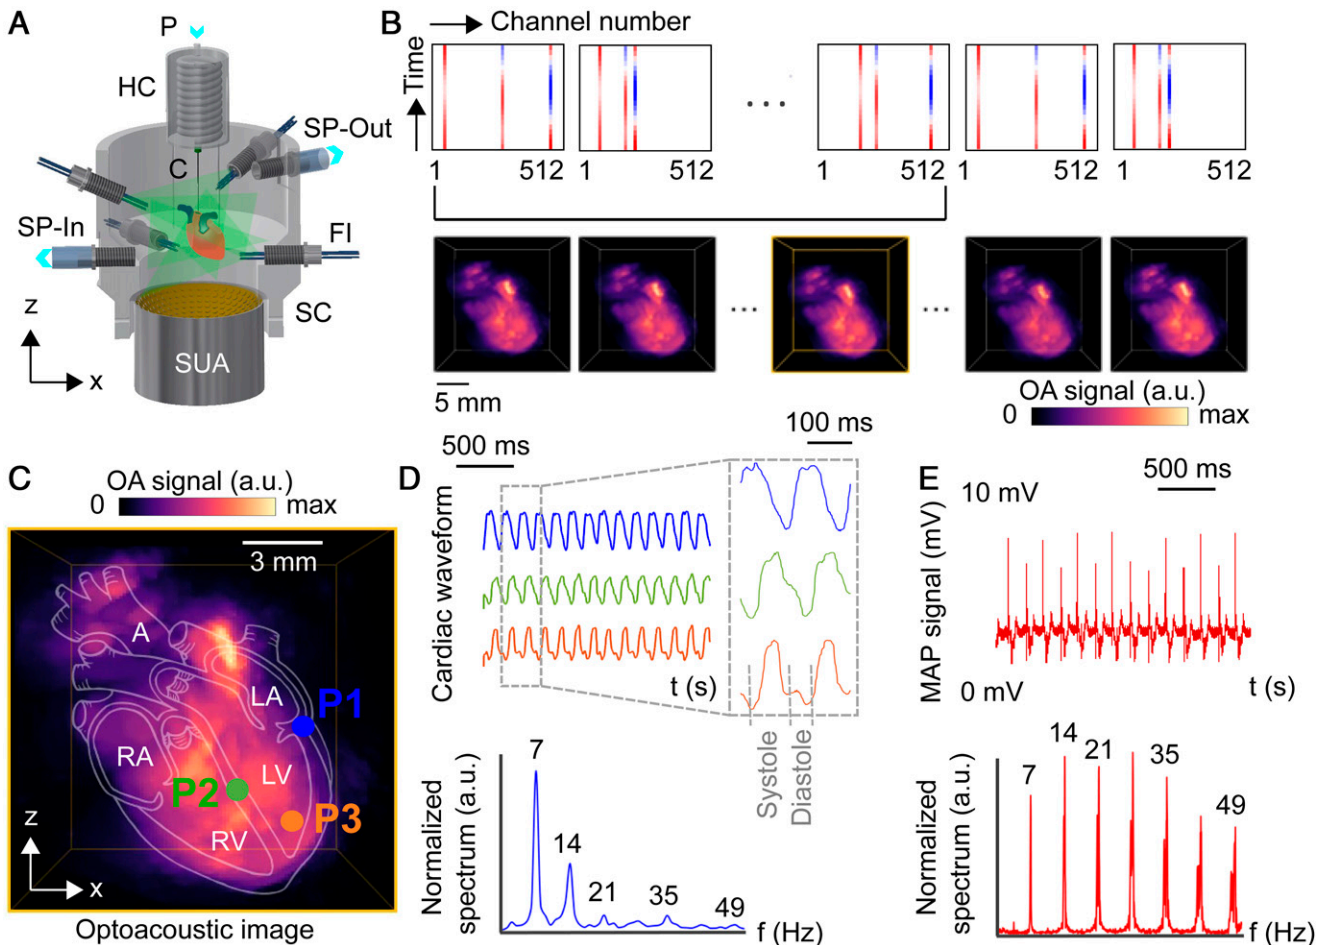 A
P
HC
SP-Out
C
SP-In
FI
SC
SUA
z
x
B
Channel number
Time
...
1 512
1 512
1 512
1 512
1 512
... ...
5 mm
OA signal (a.u.)
0 max
C
OA signal (a.u.)
0 max
3 mm
A
LA
P1
RA
LV
P2
P3
RV
z
x
Optoacoustic image
D
500 ms
100 ms
Cardiac waveform
t (s)
Systole
Diastole
Normalized
spectrum (a.u.)
7
14
21
35
49
f (Hz)
E
500 ms
10 mV
MAP signal (mV)
0 mV
t (s)
Normalized
spectrum (a.u.)
7
14
21
35
49
f (Hz)